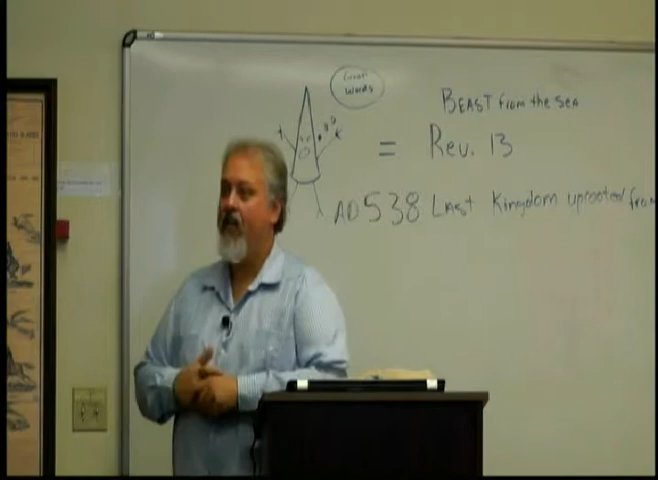 Great
Words
BEAST from the sea
= Rev. 13
AD 538 Last Kingdom uprooted from